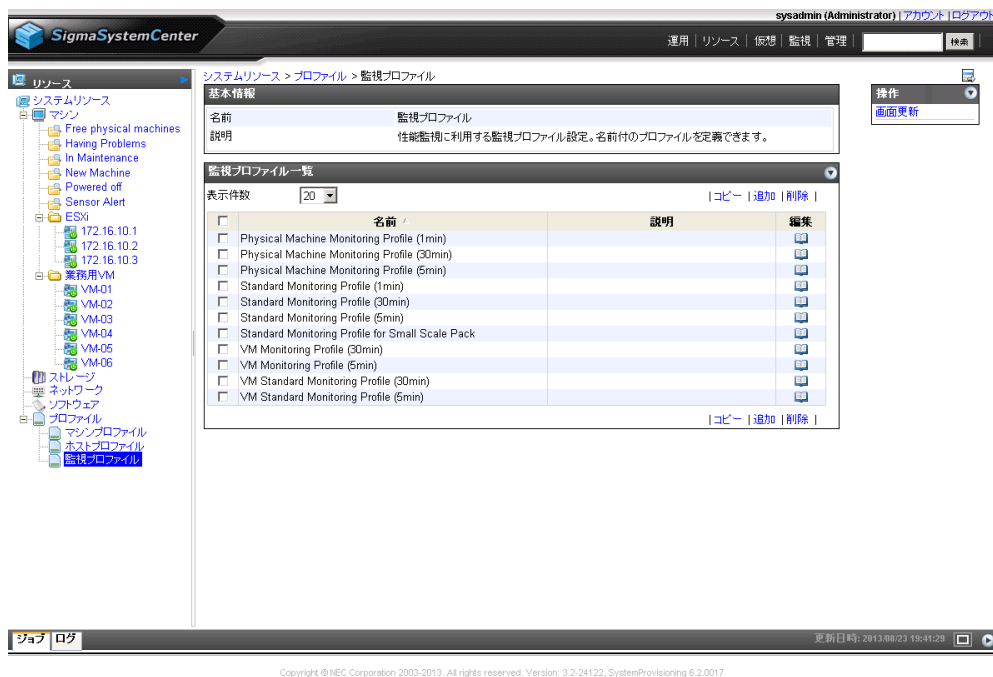 sysadmin (Administrator) | アカウント | ログアウト
SigmaSystemCenter
運用 | リソース | 仮想 | 監視 | 管理 | 検索
リソース
システムリソース
マシン
Free physical machines
Having Problems
In Maintenance
New Machine
Powered off
Sensor Alert
ESXi
172.16.10.1
172.16.10.2
172.16.10.3
業務用VM
VM-01
VM-02
VM-03
VM-04
VM-05
VM-06
ストレージ
ネットワーク
ソフトウェア
プロファイル
マシンプロファイル
ホストプロファイル
監視プロファイル
システムリソース > プロファイル > 監視プロファイル
基本情報
名前 監視プロファイル
説明 性能監視に利用する監視プロファイル設定。名前付のプロファイルを定義できます。
監視プロファイル一覧
表示件数 20 | コピー | 追加 | 削除 |
名前 説明 編集
Physical Machine Monitoring Profile (1min)
Physical Machine Monitoring Profile (30min)
Physical Machine Monitoring Profile (5min)
Standard Monitoring Profile (1min)
Standard Monitoring Profile (30min)
Standard Monitoring Profile (5min)
Standard Monitoring Profile for Small Scale Pack
VM Monitoring Profile (30min)
VM Monitoring Profile (5min)
VM Standard Monitoring Profile (30min)
VM Standard Monitoring Profile (5min)
| コピー | 追加 | 削除 |
操作
画面更新
ジョブ ログ
更新日時: 2013/08/23 19:41:29
Copyright © NEC Corporation 2003-2013. All rights reserved. Version: 3.2-24122, SystemProvisioning 6.2.0017